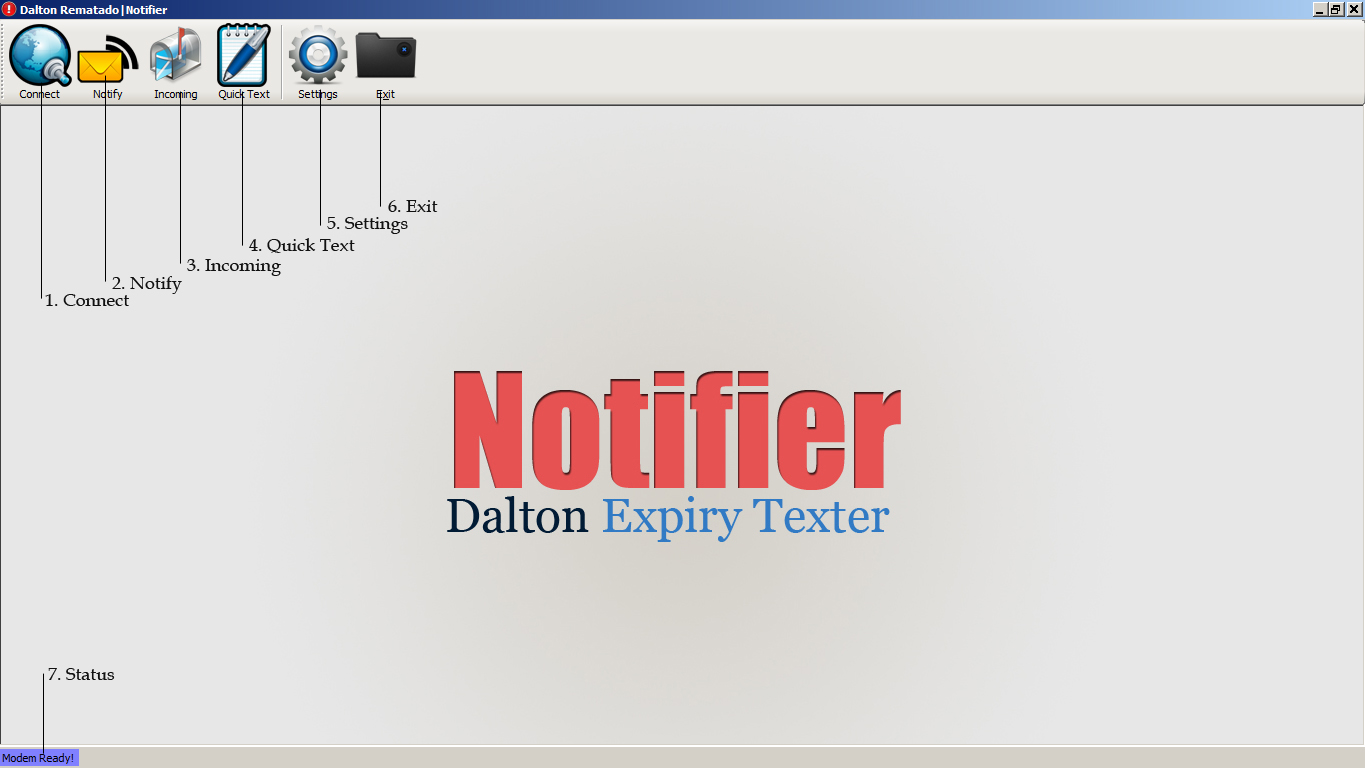 Dalton Rematado|Notifier
Connect
Notify
Incoming
Quick Text
Settings
Exit
6. Exit
5. Settings
4. Quick Text
3. Incoming
2. Notify
1. Connect
Notifier
Dalton Expiry Texter
7. Status
Modem Ready!